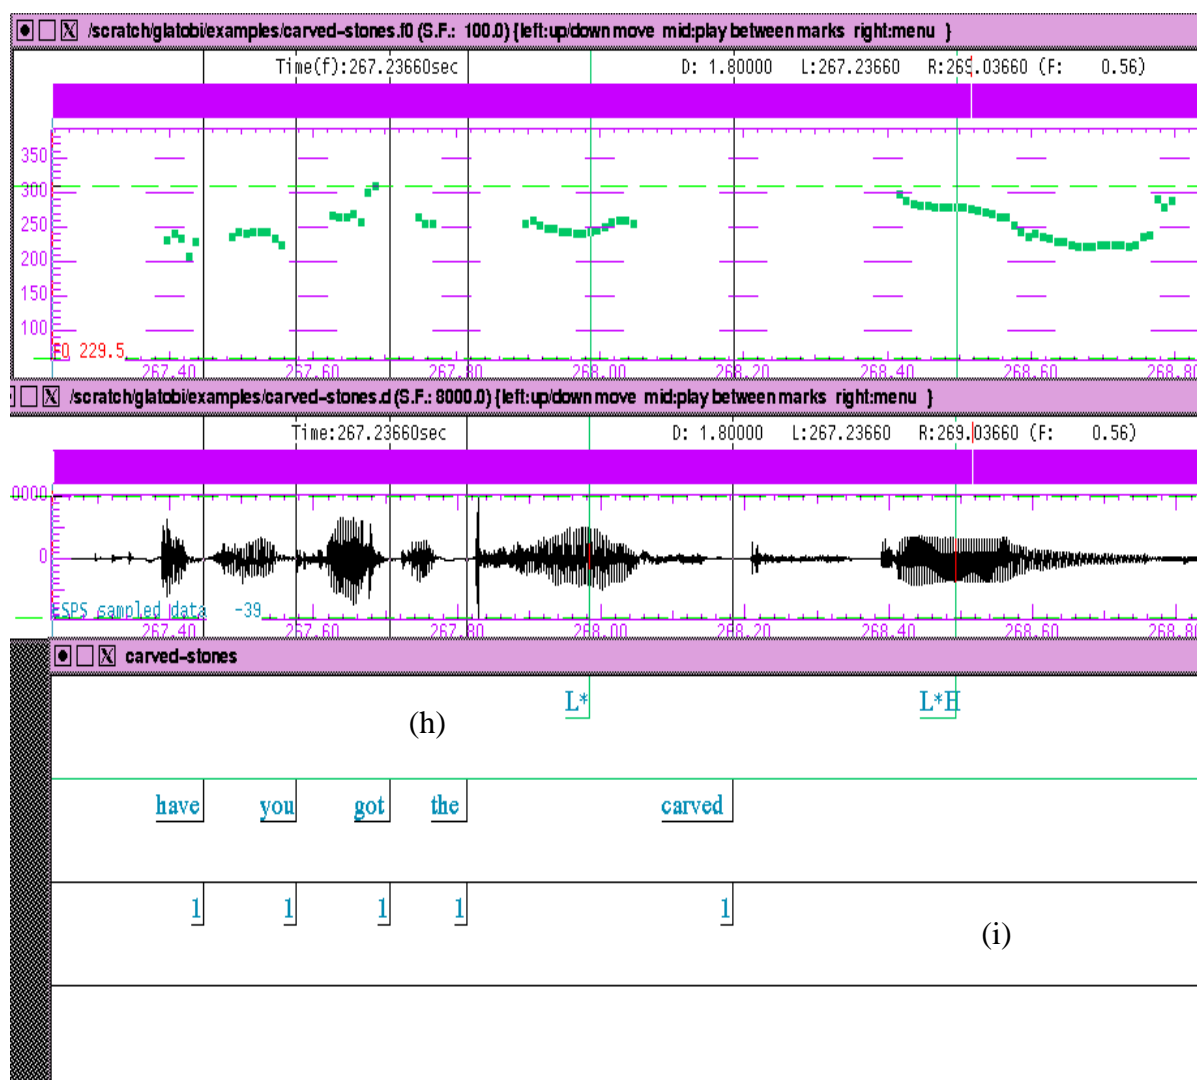 /scratch/glatobi/examples/carved-stones.f0 (S.F.: 100.0) {left:up/down move mid:play between marks right:menu }
Time(f):267.23660sec D: 1.80000 L:267.23660 R:269.03660 (F: 0.56)
350
300
250
200
150
100
F0 229.5
267.40 267.60 267.80 268.00 268.20 268.40 268.60 268.80
/scratch/glatobi/examples/carved-stones.d (S.F.: 8000.0) {left:up/down move mid:play between marks right:menu }
Time:267.23660sec D: 1.80000 L:267.23660 R:269.03660 (F: 0.56)
0000
0
ESPS sampled data -39
267.40 267.60 267.80 268.00 268.20 268.40 268.60 268.80
carved-stones
L* L*H
(h)
have you got the carved
1 1 1 1 1
(i)